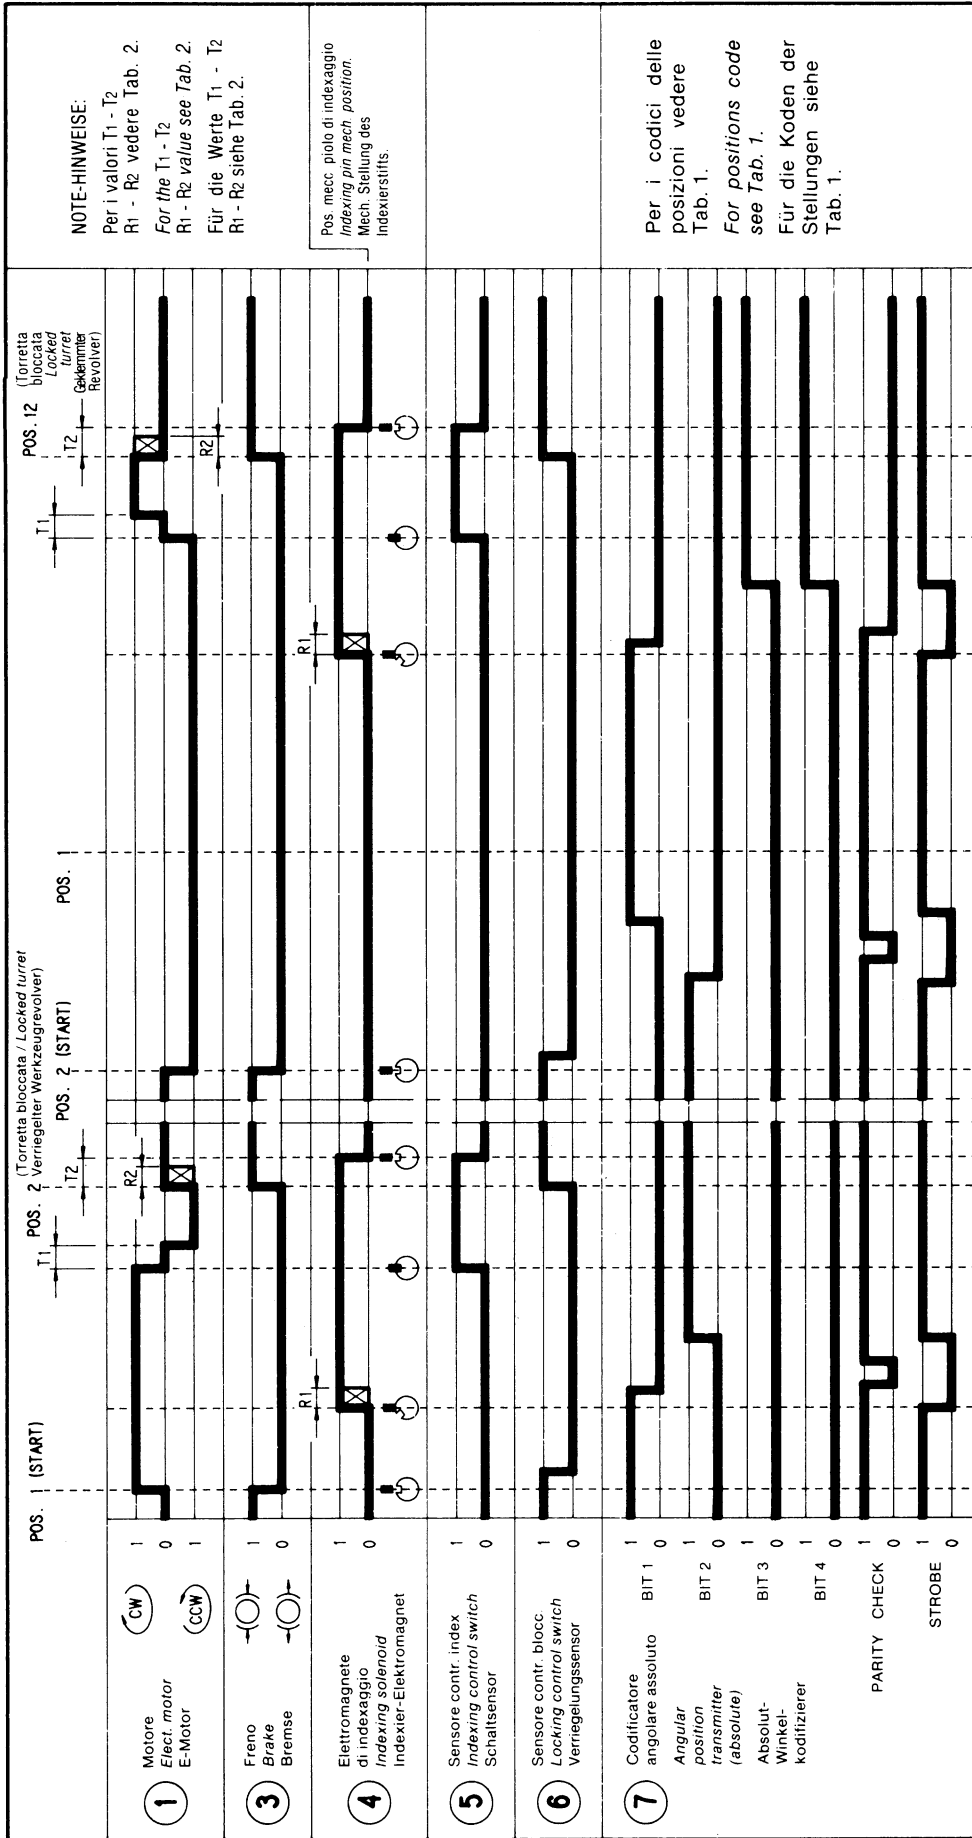 POS. 1 (START)
POS. 2 (Torretta bloccata / Locked turret
Verriegelter Werkzeugrevolver)
POS. 2 (START)
POS. 1
POS. 12 (Torretta
bloccata
Locked
turret
Geklemmter
Revolver)
T1
T2
R2
T1
T2
R2
1
Motore
Elect. motor
E-Motor
CW
CCW
1
0
1
3
Freno
Brake
Bremse
1
0
4
Elettromagnete
di indexaggio
Indexing solenoid
Indexier-Elektromagnet
1
0
R1
R1
5
Sensore contr. index
Indexing control switch
Schaltsensor
1
0
6
Sensore contr. blocc.
Locking control switch
Verriegelungssensor
1
0
7
Codificatore
angolare assoluto
Angular
position
transmitter
(absolute)
Absolut-
Winkel-
kodifizierer
BIT 1
1
0
BIT 2
1
0
BIT 3
1
0
BIT 4
1
0
PARITY CHECK
1
0
STROBE
1
0
NOTE-HINWEISE:
Per i valori T1 - T2
R1 - R2 vedere Tab. 2.
For the T1 - T2
R1 - R2 value see Tab. 2.
Für die Werte T1 - T2
R1 - R2 siehe Tab. 2.
Pos. mecc piolo di indexaggio
Indexing pin mech. position.
Mech. Stellung des
Indexierstifts.
Per i codici delle
posizioni vedere
Tab. 1.
For positions code
see Tab. 1.
Für die Koden der
Stellungen siehe
Tab. 1.